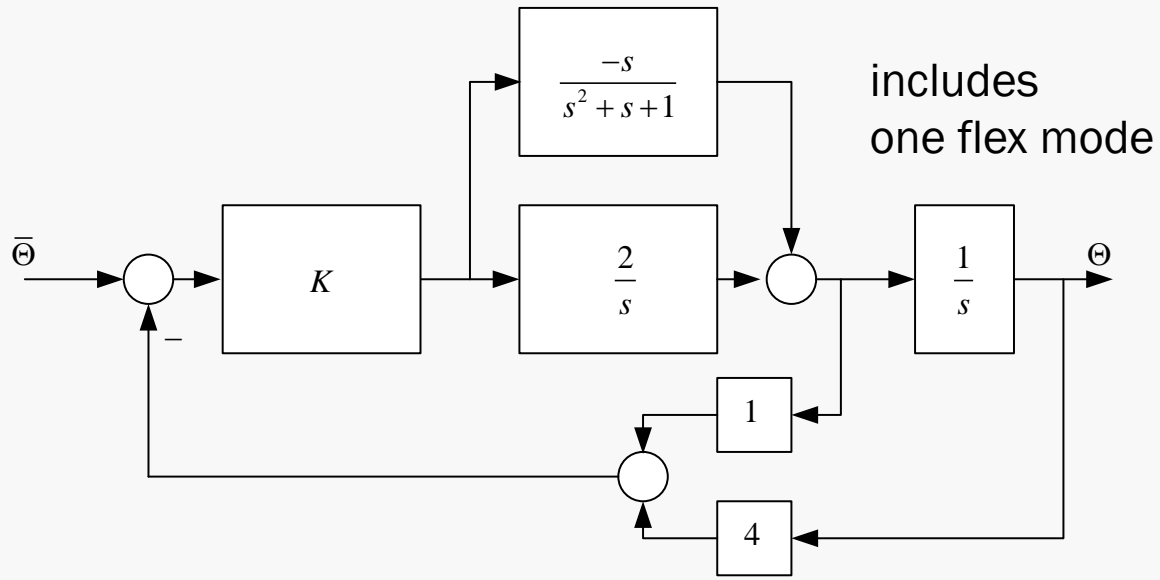 −s
s² + s + 1
includes
one flex mode
Θ̄
K
2
s
1
s
Θ
−
1
4